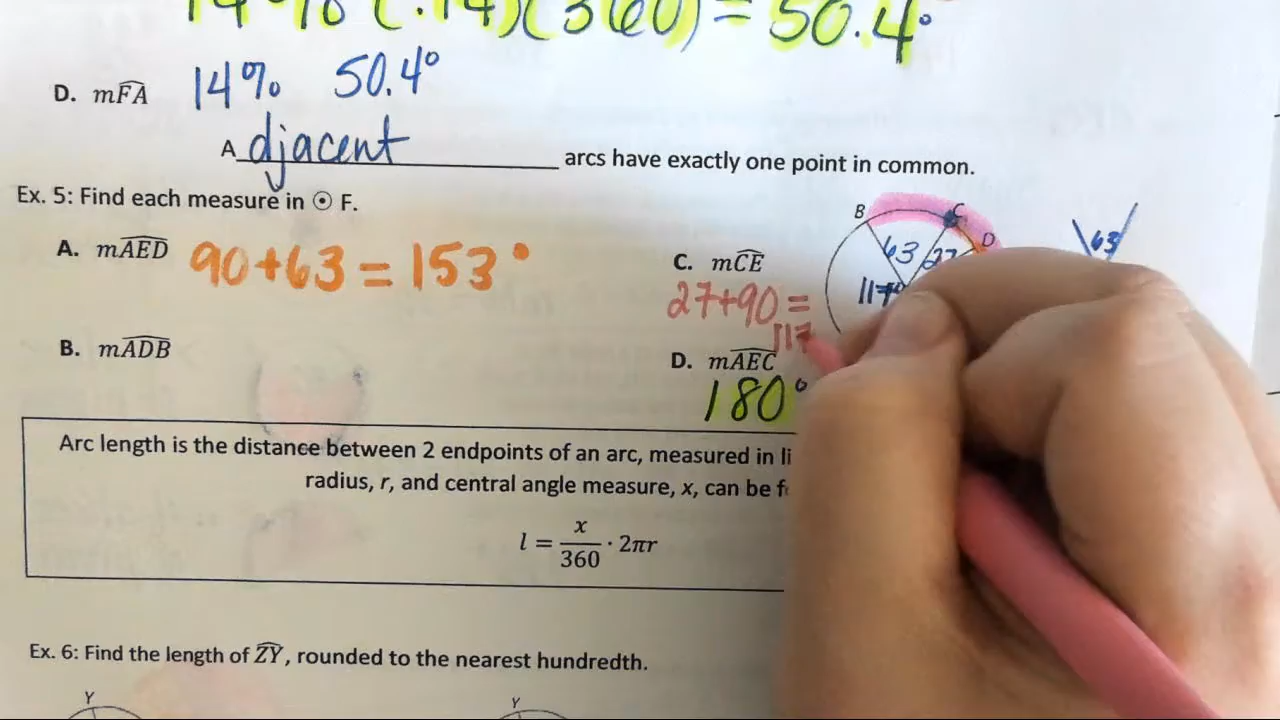 14% (.14)(360) = 50.4°
D. mFA 14% 50.4°
Adjacent arcs have exactly one point in common.
Ex. 5: Find each measure in ⊙ F.
A. mAED 90+63 = 153°
B. mADB
C. mCE
27+90 =
117
D. mAEC
180°
B
C
D
63
27
117°
63
Arc length is the distance between 2 endpoints of an arc, measured in
radius, r, and central angle measure, x, can be
l = x/360 · 2πr
Ex. 6: Find the length of ZY, rounded to the nearest hundredth.
Y
Y